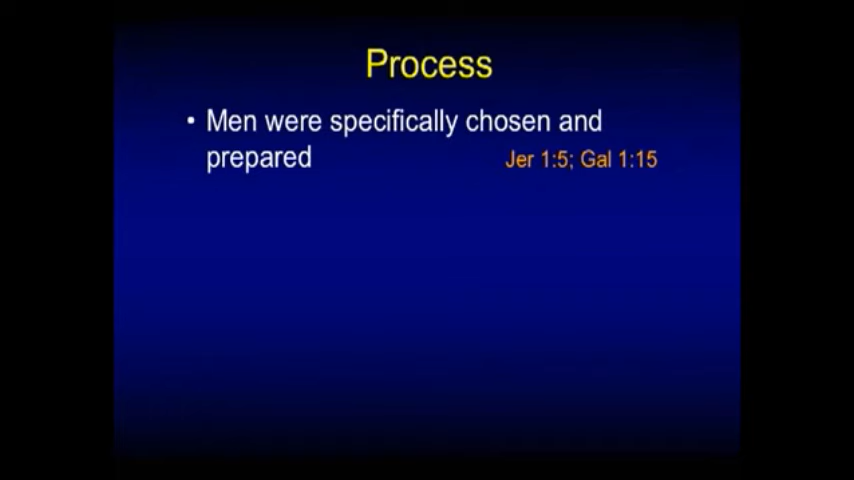 Process
• Men were specifically chosen and
prepared Jer 1:5; Gal 1:15